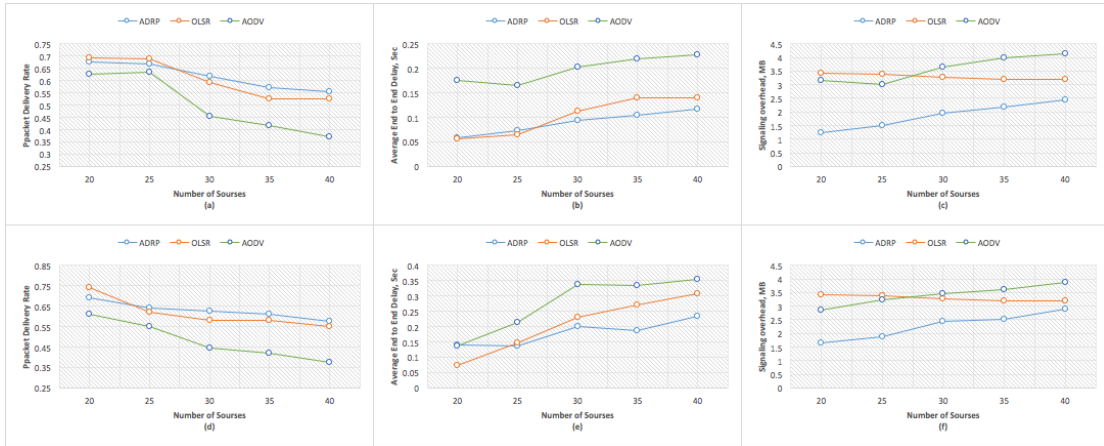 ADRP OLSR AODV
Ppacket Delivery Rate
0.75
0.7
0.65
0.6
0.55
0.5
0.45
0.4
0.35
0.3
0.25
20 25 30 35 40
Number of Sourses
(a)
ADRP OLSR AODV
Average End to End Delay, Sec
0.25
0.2
0.15
0.1
0.05
0
20 25 30 35 40
Number of Sourses
(b)
ADRP OLSR AODV
Signaling overhead, MB
4.5
4
3.5
3
2.5
2
1.5
1
0.5
0
20 25 30 35 40
Number of Sourses
(c)
ADRP OLSR AODV
Ppacket Delivery Rate
0.85
0.75
0.65
0.55
0.45
0.35
0.25
20 25 30 35 40
Number of Sourses
(d)
ADRP OLSR AODV
Average End to End Delay, Sec
0.4
0.35
0.3
0.25
0.2
0.15
0.1
0.05
0
20 25 30 35 40
Number of Sourses
(e)
ADRP OLSR AODV
Signaling overhead, MB
4.5
4
3.5
3
2.5
2
1.5
1
0.5
0
20 25 30 35 40
Number of Sourses
(f)